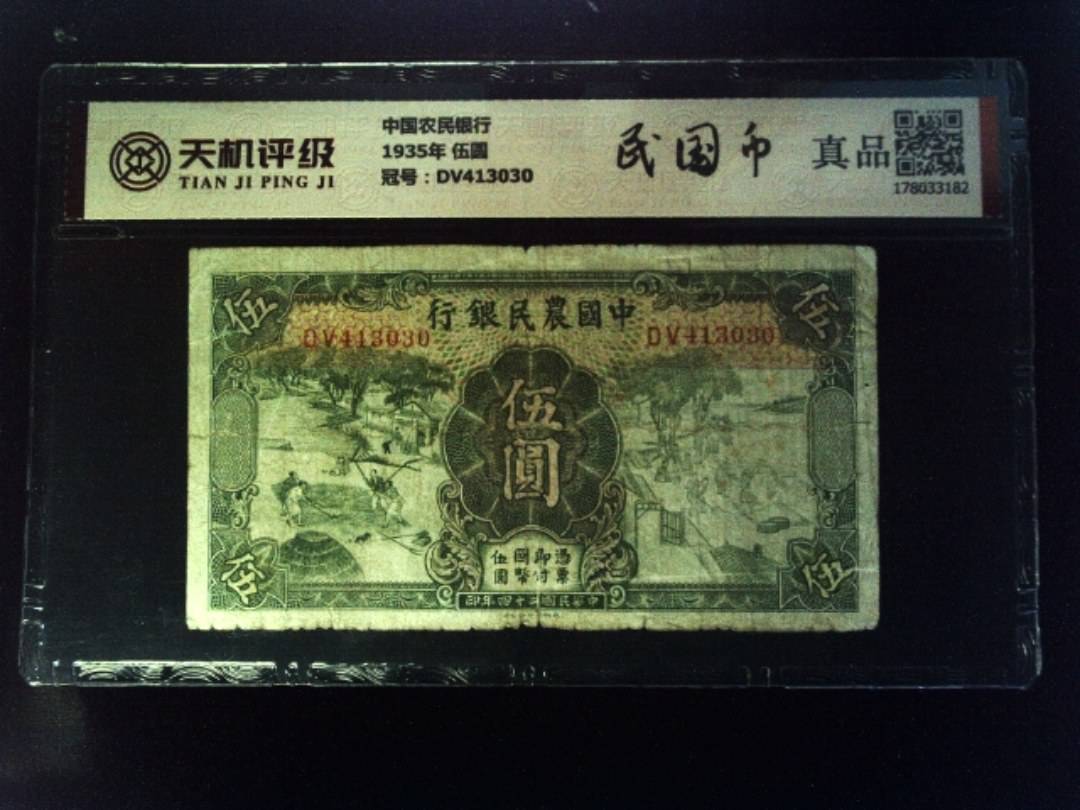 天机评级
TIAN JI PING JI
中国农民银行
1935年 伍圆
冠号：DV413030
民国币
真品
178033182
伍
伍
行銀民農國中
DV413030
DV413030
伍
圓
憑票
即付
國幣
伍圓
印年四十二國民華中
伍
伍